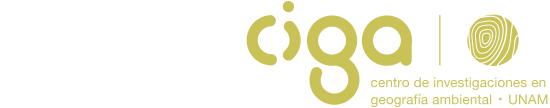 ciga
centro de investigaciones en
geografía ambiental • UNAM